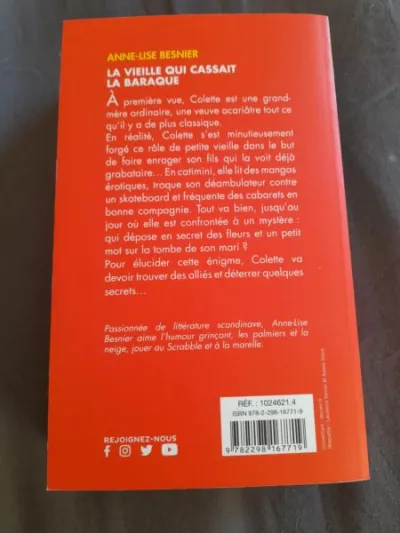 ANNE-LISE BESNIER
LA VIEILLE QUI CASSAIT
LA BARAQUE
À première vue, Colette est une grand-
mère ordinaire, une veuve acariâtre tout ce
qu'il y a de plus classique.
En réalité, Colette s'est minutieusement
forgé ce rôle de petite vieille dans le but
de faire enrager son fils qui la voit déjà
grabataire... En catimini, elle lit des mangas
érotiques, troque son déambulateur contre
un skateboard et fréquente des cabarets en
bonne compagnie. Tout va bien, jusqu'au
jour où elle est confrontée à un mystère :
qui dépose en secret des fleurs et un petit
mot sur la tombe de son mari ?
Pour élucider cette énigme, Colette va
devoir trouver des alliés et déterrer quelques
secrets...
Passionnée de littérature scandinave, Anne-Lise
Besnier aime l'humour grinçant, les palmiers et la
neige, jouer au Scrabble et à la marelle.
RÉF. : 1024621.4
ISBN 978-2-298-16771-9
9 782298 167719
REJOIGNEZ-NOUS